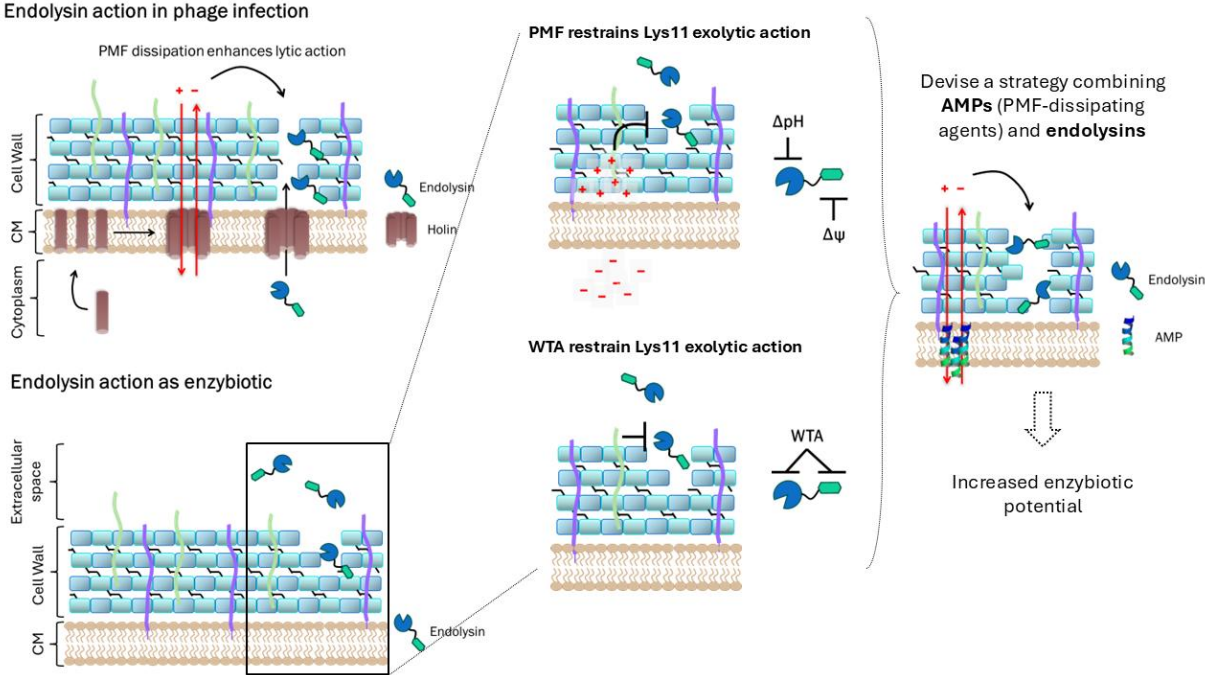 Endolysin action in phage infection
PMF dissipation enhances lytic action
+ −
Cell Wall
CM
Cytoplasm
Endolysin
Holin
Endolysin action as enzybiotic
Extracellular
space
Cell Wall
CM
Endolysin
PMF restrains Lys11 exolytic action
ΔpH
Δψ
WTA restrain Lys11 exolytic action
WTA
Devise a strategy combining
AMPs (PMF-dissipating
agents) and endolysins
+ −
Endolysin
AMP
Increased enzybiotic
potential